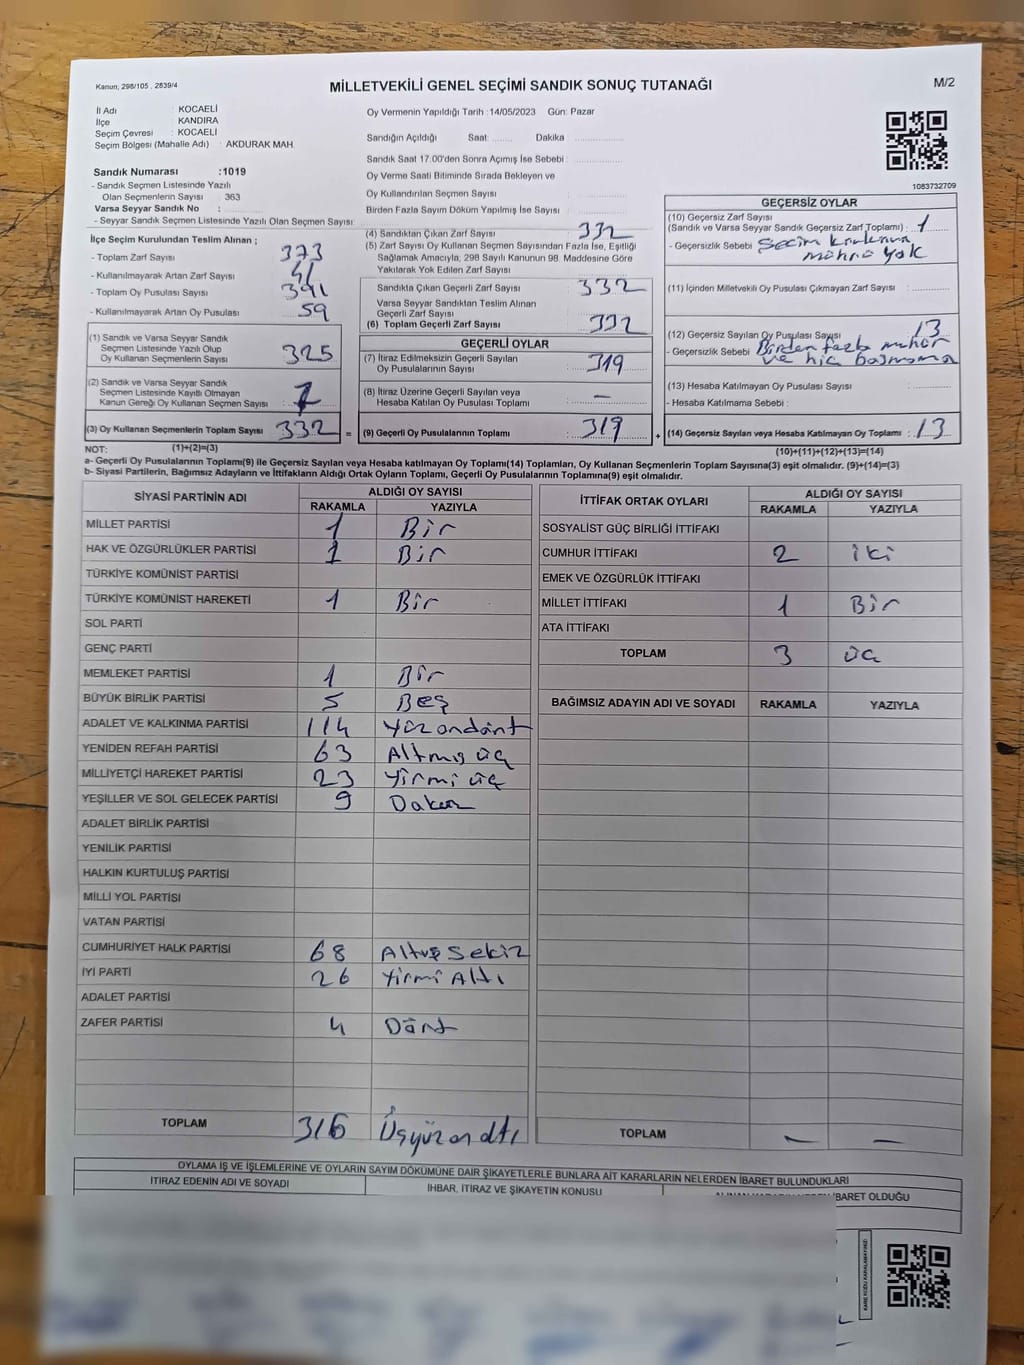 Kanun, 298/105 , 2839/4
MİLLETVEKİLİ GENEL SEÇİMİ SANDIK SONUÇ TUTANAĞI
M/2
İl Adı : KOCAELİ
İlçe : KANDIRA
Seçim Çevresi : KOCAELİ
Seçim Bölgesi (Mahalle Adı) : AKDURAK MAH.
Oy Vermenin Yapıldığı Tarih : 14/05/2023 Gün: Pazar
Sandığın Açıldığı Saat: ....... Dakika ..............
Sandık Saat 17.00'den Sonra Açımış İse Sebebi : ..............
Oy Verme Saati Bitiminde Sırada Bekleyen ve
Oy Kullandırılan Seçmen Sayısı
Birden Fazla Sayım Döküm Yapılmış İse Sayısı
1083732709
Sandık Numarası :1019
- Sandık Seçmen Listesinde Yazılı
Olan Seçmenlerin Sayısı : 363
Varsa Seyyar Sandık No :
- Seyyar Sandık Seçmen Listesinde Yazılı Olan Seçmen Sayısı:
İlçe Seçim Kurulundan Teslim Alınan ;
- Toplam Zarf Sayısı : 373
- Kullanılmayarak Artan Zarf Sayısı : 41
- Toplam Oy Pusulası Sayısı : 391
- Kullanılmayarak Artan Oy Pusulası : 59
(1) Sandık ve Varsa Seyyar Sandık
Seçmen Listesinde Yazılı Olup
Oy Kullanan Seçmenlerin Sayısı : 325
(2) Sandık ve Varsa Seyyar Sandık
Seçmen Listesinde Kayıtlı Olmayan
Kanun Gereği Oy Kullanan Seçmen Sayısı : 7
(3) Oy Kullanan Seçmenlerin Toplam Sayısı : 332 =
(1)+(2)=(3)
(4) Sandıktan Çıkan Zarf Sayısı : 332
(5) Zarf Sayısı Oy Kullanan Seçmen Sayısından Fazla İse, Eşitliği
Sağlamak Amacıyla, 298 Sayılı Kanunun 98. Maddesine Göre
Yakılarak Yok Edilen Zarf Sayısı :
Sandıkta Çıkan Geçerli Zarf Sayısı : 332
Varsa Seyyar Sandıktan Teslim Alınan
Geçerli Zarf Sayısı :
(6) Toplam Geçerli Zarf Sayısı : 332
GEÇERLİ OYLAR
(7) İtiraz Edilmeksizin Geçerli Sayılan
Oy Pusulalarının Sayısı : 319
(8) İtiraz Üzerine Geçerli Sayılan veya
Hesaba Katılan Oy Pusulası Toplamı : —
(9) Geçerli Oy Pusulalarının Toplamı : 319 +
GEÇERSİZ OYLAR
(10) Geçersiz Zarf Sayısı
(Sandık ve Varsa Seyyar Sandık Geçersiz Zarf Toplamı) : 1
- Geçersizlik Sebebi : Seçim kurlunun
mührü yok
(11) İçinden Milletvekili Oy Pusulası Çıkmayan Zarf Sayısı : ..............
(12) Geçersiz Sayılan Oy Pusulası Sayısı : 13
- Geçersizlik Sebebi Birden fazla mühür
ve hiç basmama
(13) Hesaba Katılmayan Oy Pusulası Sayısı : ..............
- Hesaba Katılmama Sebebi :
(14) Geçersiz Sayılan veya Hesaba Katılmayan Oy Toplamı : 13
(10)+(11)+(12)+(13)=(14)
NOT:
a- Geçerli Oy Pusulaları Toplamı(9) ile Geçersiz Sayılan veya Hesaba katılmayan Oy Toplamı(14) Toplamları, Oy Kullanan Seçmenlerin Toplam Sayısına(3) eşit olmalıdır. (9)+(14)=(3)
b- Siyasi Partilerin, Bağımsız Adayların ve İttifakların Aldığı Ortak Oyların Toplamı, Geçerli Oy Pusulalarının Toplamına(9) eşit olmalıdır.
SİYASİ PARTİNİN ADI ALDIĞI OY SAYISI
RAKAMLA YAZIYLA
MİLLET PARTİSİ 1 Bir
HAK VE ÖZGÜRLÜKLER PARTİSİ 1 Bir
TÜRKİYE KOMÜNİST PARTİSİ
TÜRKİYE KOMÜNİST HAREKETİ 1 Bir
SOL PARTİ
GENÇ PARTİ
MEMLEKET PARTİSİ 1 Bir
BÜYÜK BİRLİK PARTİSİ 5 Beş
ADALET VE KALKINMA PARTİSİ 114 Yüzondört
YENİDEN REFAH PARTİSİ 63 Altmış üç
MİLLİYETÇİ HAREKET PARTİSİ 23 Yirmi üç
YEŞİLLER VE SOL GELECEK PARTİSİ 9 Dokuz
ADALET BİRLİK PARTİSİ
YENİLİK PARTİSİ
HALKIN KURTULUŞ PARTİSİ
MİLLİ YOL PARTİSİ
VATAN PARTİSİ
CUMHURİYET HALK PARTİSİ 68 Altmış Sekiz
İYİ PARTİ 26 Yirmi Altı
ADALET PARTİSİ
ZAFER PARTİSİ 4 Dört
TOPLAM 316 Üçyüzonaltı
İTTİFAK ORTAK OYLARI ALDIĞI OY SAYISI
RAKAMLA YAZIYLA
SOSYALİST GÜÇ BİRLİĞİ İTTİFAKI
CUMHUR İTTİFAKI 2 İki
EMEK VE ÖZGÜRLÜK İTTİFAKI
MİLLET İTTİFAKI 1 Bir
ATA İTTİFAKI
TOPLAM 3 üç
BAĞIMSIZ ADAYIN ADI VE SOYADI RAKAMLA YAZIYLA
TOPLAM — —
OYLAMA İŞ VE İŞLEMLERİNE VE OYLARIN SAYIM DÖKÜMÜNE DAİR ŞİKAYETLERLE BUNLARA AİT KARARLARIN NELERDEN İBARET BULUNDUKLARI
İTİRAZ EDENİN ADI VE SOYADI İHBAR, İTİRAZ VE ŞİKAYETİN KONUSU İBARET OLDUĞU
KARE KODU KARALAMAYINIZ!